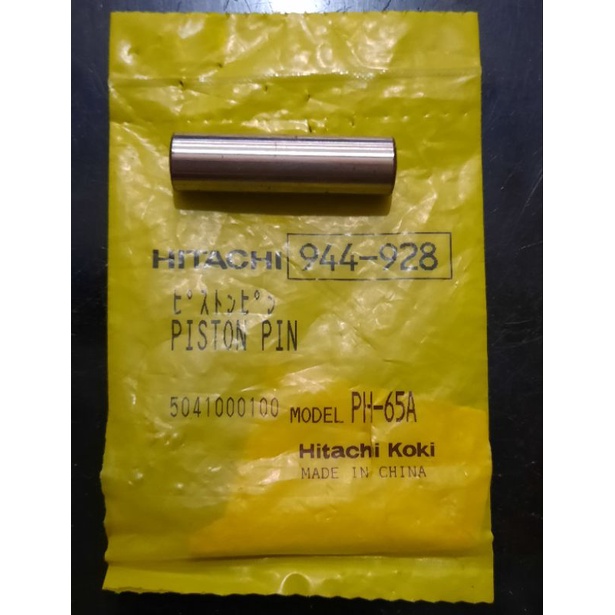 HITACHI 944-928
ピストンピン
PISTON PIN
5041000100 MODEL PH-65A
Hitachi Koki
MADE IN CHINA